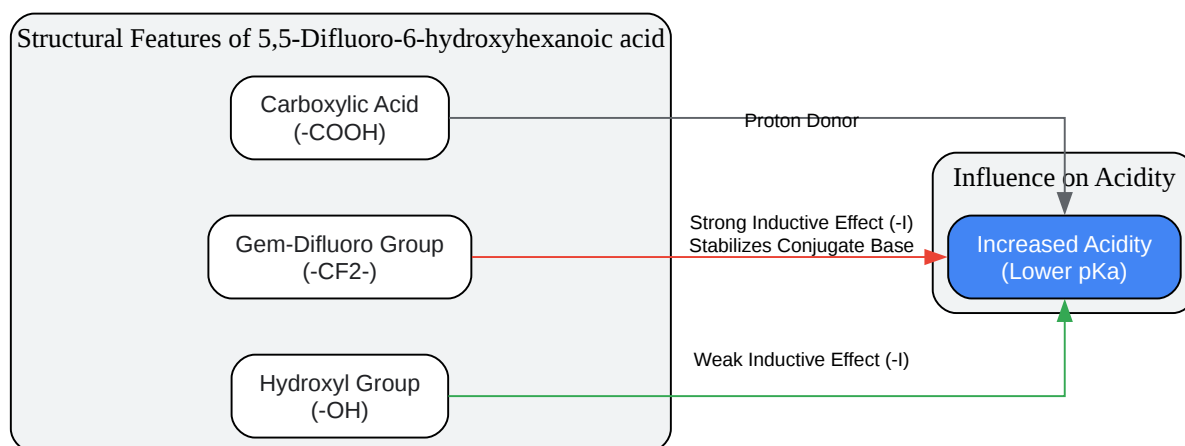 Structural Features of 5,5-Difluoro-6-hydroxyhexanoic acid
Carboxylic Acid
(-COOH)
Proton Donor
Influence on Acidity
Gem-Difluoro Group
(-CF2-)
Strong Inductive Effect (-I)
Stabilizes Conjugate Base
Increased Acidity
(Lower pKa)
Hydroxyl Group
(-OH)
Weak Inductive Effect (-I)